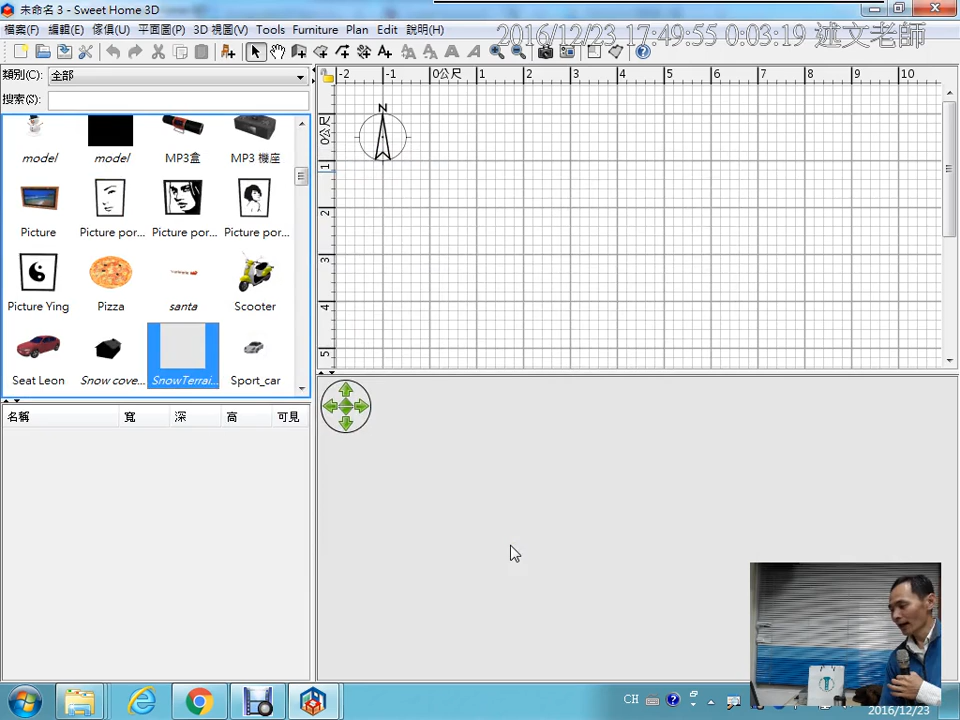 未命名 3 - Sweet Home 3D
檔案(F) 編輯(E) 傢俱(U) 平面圖(P) 3D 視圖(V) Tools Furniture Plan Edit 說明(H)
2016/12/23 17:49:55 0:03:19 述文老師
類別(C): 全部
搜索(S):
model model MP3盒 MP3 機座
Picture Picture por... Picture por... Picture por...
Picture Ying Pizza santa Scooter
Seat Leon Snow cove... SnowTerrai... Sport_car
名稱 寬 深 高 可見
-2 -1 0公尺 1 2 3 4 5 6 7 8 9 10
N
0公尺
1
2
3
4
5
CH
2016/12/23